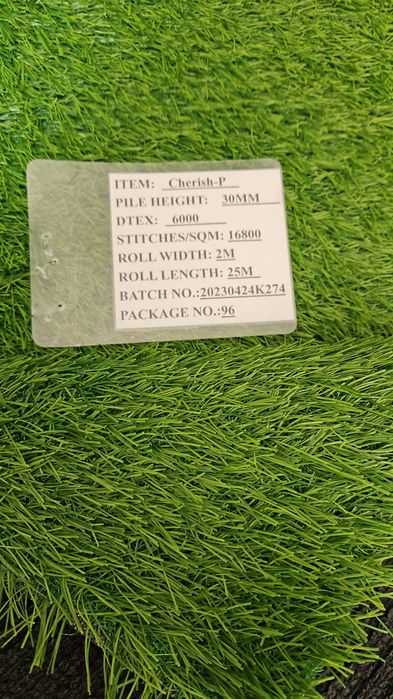 ITEM: Cherish-P
PILE HEIGHT: 30MM
DTEX: 6000
STITCHES/SQM: 16800
ROLL WIDTH: 2M
ROLL LENGTH: 25M
BATCH NO.:20230424K274
PACKAGE NO.:96